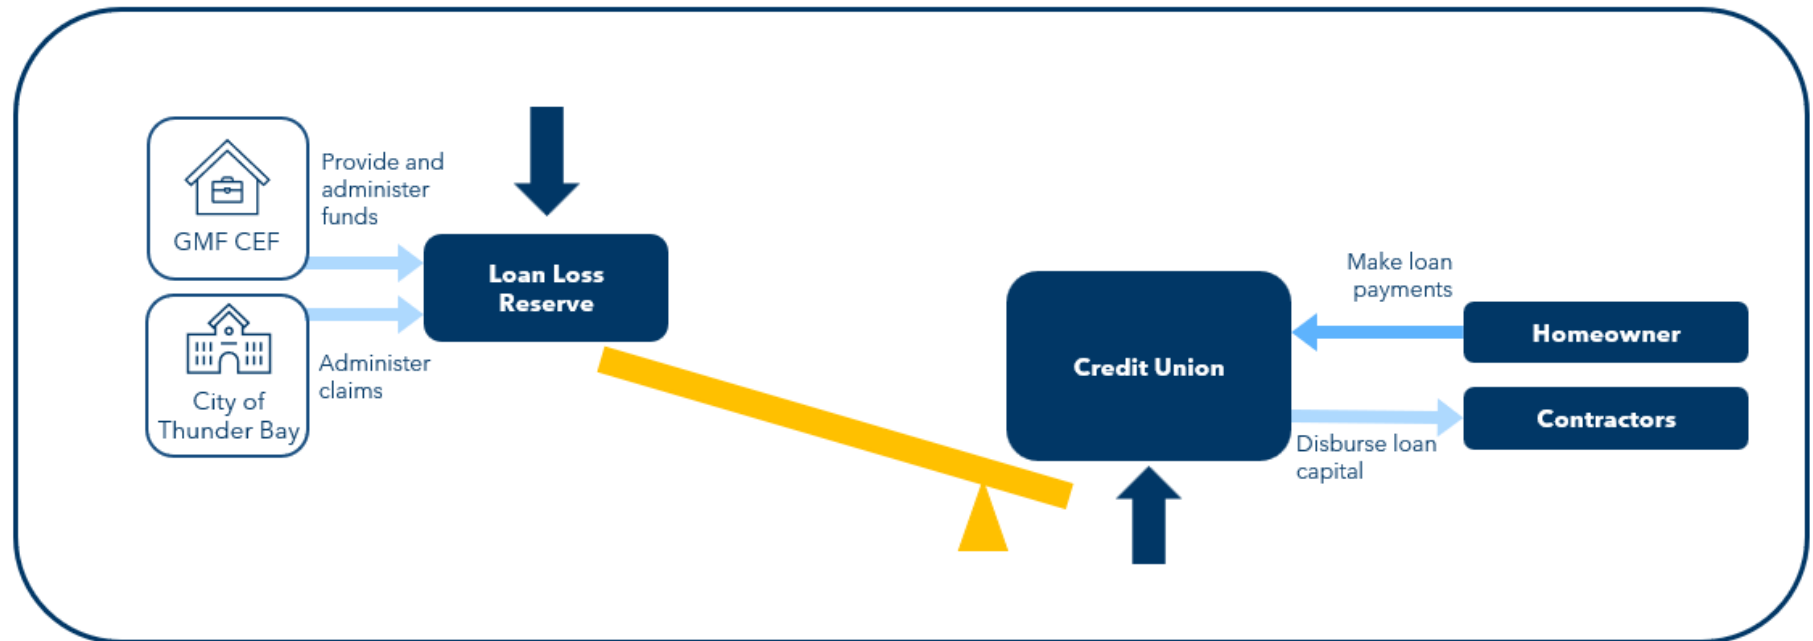 Provide and
administer
funds
GMF CEF
Loan Loss
Reserve
Administer
claims
City of
Thunder Bay
Credit Union
Make loan
payments
Homeowner
Contractors
Disburse loan
capital